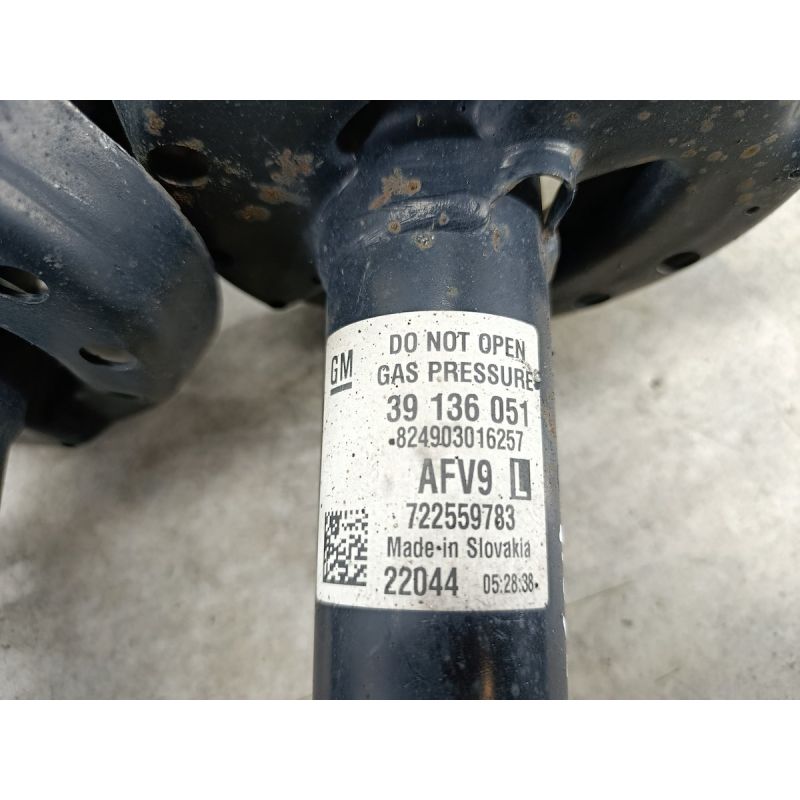 GM
DO NOT OPEN
GAS PRESSURE
39 136 051
824903016257
AFV9 L
722559783
Made in Slovakia
22044 05:28:38